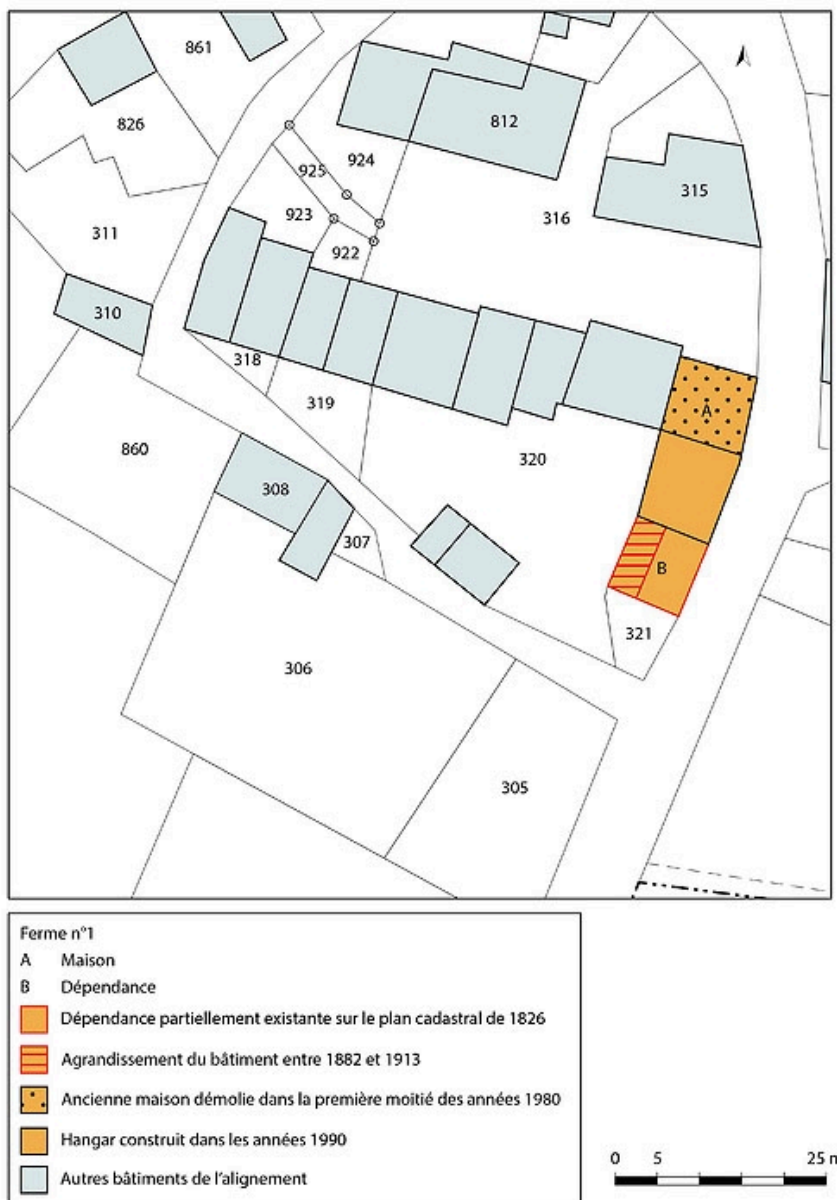 861
826
812
924
925
315
923
316
311
922
310
318
A
319
860
320
308
307
B
321
306
305
Ferme n°1
A Maison
B Dépendance
Dépendance partiellement existante sur le plan cadastral de 1826
Agrandissement du bâtiment entre 1882 et 1913
Ancienne maison démolie dans la première moitié des années 1980
Hangar construit dans les années 1990
Autres bâtiments de l'alignement
0 5 25 m